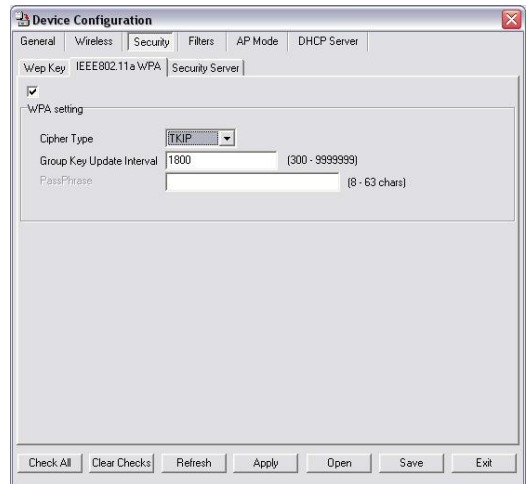 Device Configuration
General Wireless Security Filters AP Mode DHCP Server
Wep Key IEEE802.11a WPA Security Server
WPA setting
Cipher Type TKIP
Group Key Update Interval 1800 (300 - 9999999)
PassPhrase (8 - 63 chars)
Check All Clear Checks Refresh Apply Open Save Exit